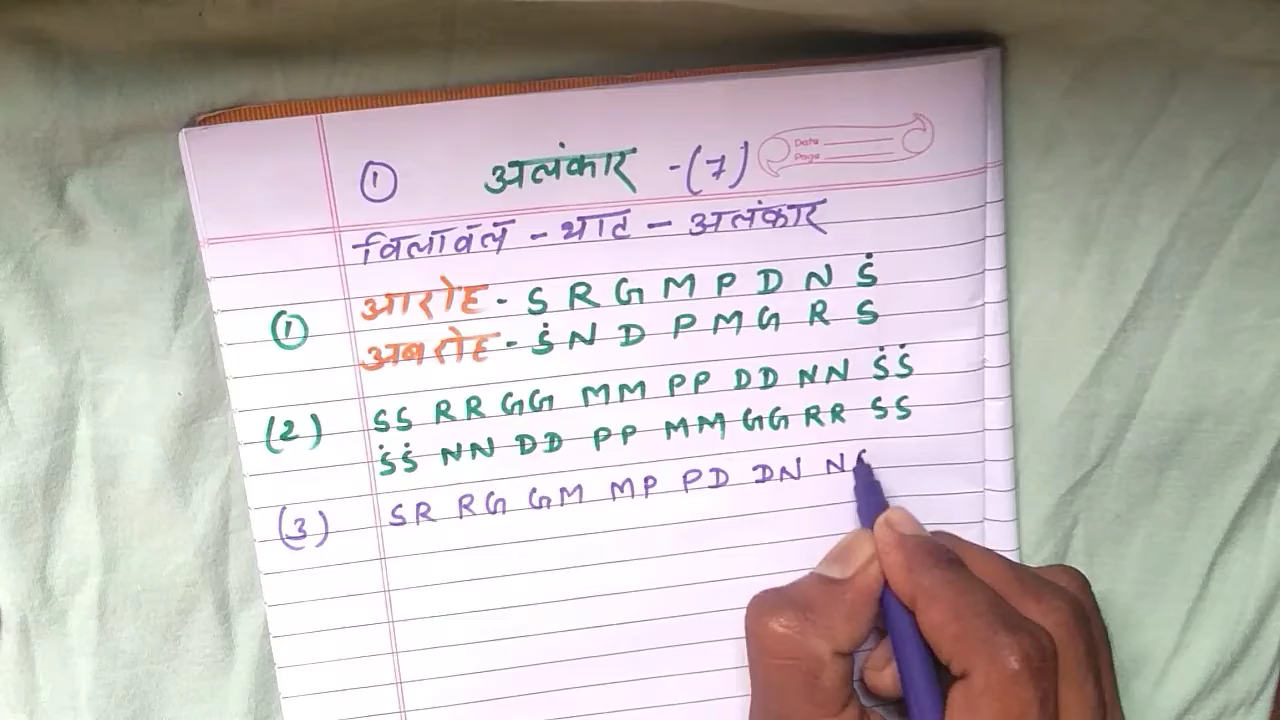 ① अलंकार -(7)
Date
Page
बिलावल - थाट - अलंकार
① आरोह - S R G M P D N Ṡ
अबरोह - Ṡ N D P M G R S
(2) SS RR GG MM PP DD NN ṠṠ
ṠṠ NN DD PP MM GG RR SS
(3) SR RG GM MP PD DN N